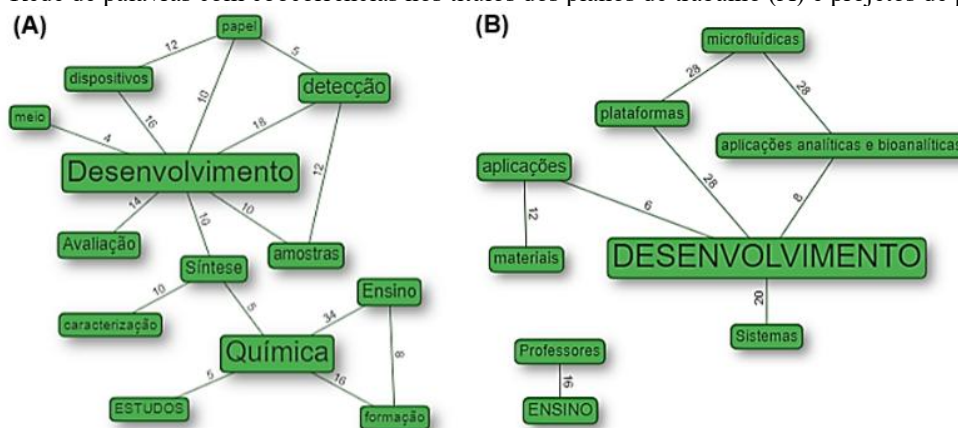 (A)
papel
12
5
dispositivos
detecção
10
meio
16
18
4
Desenvolvimento
12
14
10
10
Avaliação
Síntese
amostras
Ensino
10
caracterização
5
34
Química
8
5
16
ESTUDOS
formação
(B)
microfluídicas
28
28
plataformas
aplicações analíticas e bioanalíticas
aplicações
28
8
6
12
DESENVOLVIMENTO
materiais
20
Sistemas
Professores
16
ENSINO